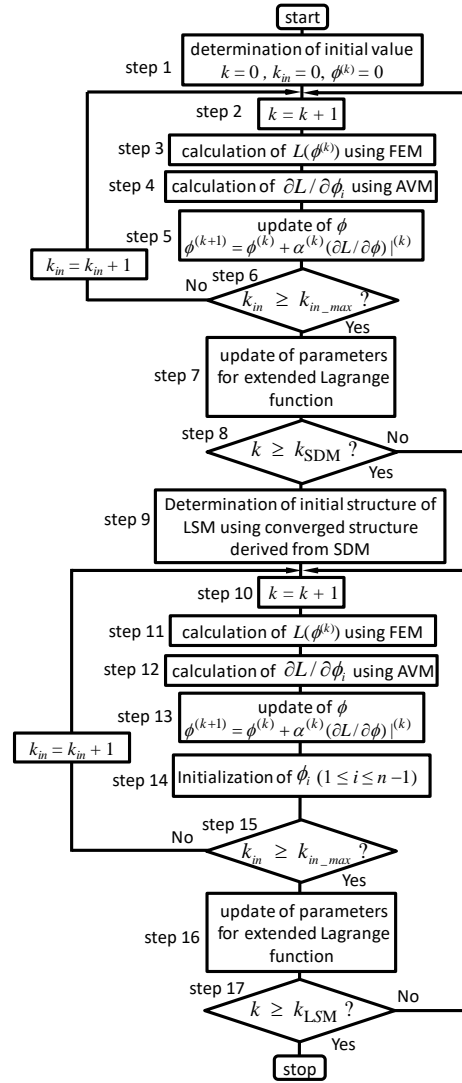 start
step 1
determination of initial value
k = 0 , k_in = 0, ϕ^(k) = 0
step 2
k = k + 1
step 3
calculation of L(ϕ^(k)) using FEM
step 4
calculation of ∂L / ∂ϕ_i using AVM
step 5
update of ϕ
ϕ^(k+1) = ϕ^(k) + α^(k) (∂L / ∂ϕ) |^(k)
k_in = k_in + 1
step 6
No
k_in ≥ k_in_max ?
Yes
step 7
update of parameters
for extended Lagrange
function
step 8
k ≥ k_SDM ?
No
Yes
step 9
Determination of initial structure of
LSM using converged structure
derived from SDM
step 10
k = k + 1
step 11
calculation of L(ϕ^(k)) using FEM
step 12
calculation of ∂L / ∂ϕ_i using AVM
step 13
update of ϕ
ϕ^(k+1) = ϕ^(k) + α^(k) (∂L / ∂ϕ) |^(k)
k_in = k_in + 1
step 14
Initialization of ϕ_i (1 ≤ i ≤ n −1)
step 15
No
k_in ≥ k_in_max ?
Yes
step 16
update of parameters
for extended Lagrange
function
step 17
k ≥ k_LSM ?
No
Yes
stop